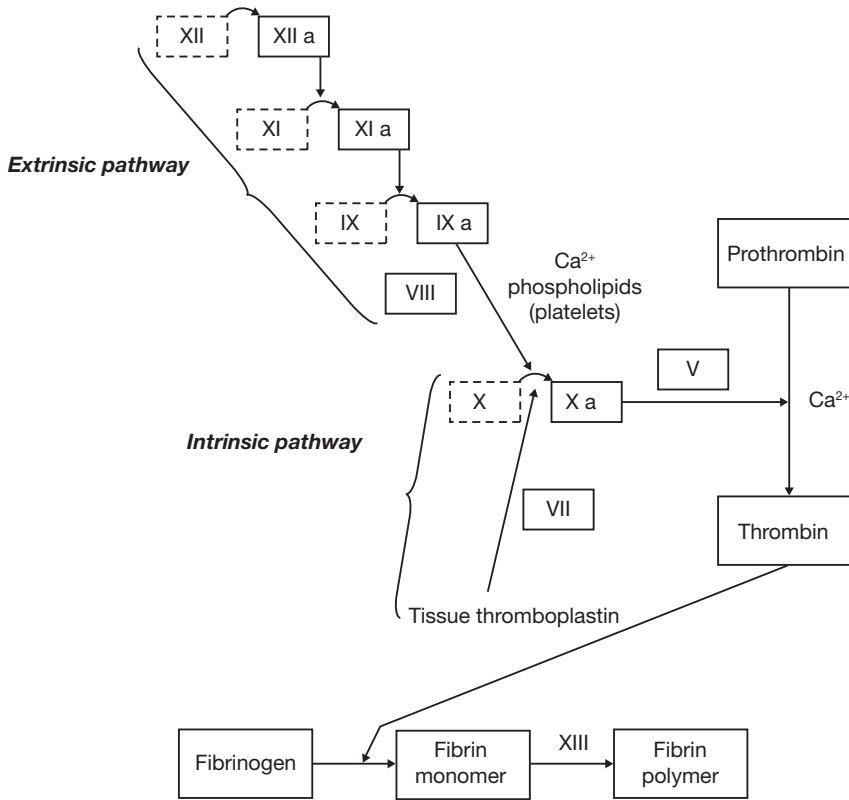 XII
XII a
XI
XI a
Extrinsic pathway
IX
IX a
VIII
Ca²⁺
phospholipids
(platelets)
Prothrombin
V
X
X a
Ca²⁺
Intrinsic pathway
VII
Thrombin
Tissue thromboplastin
Fibrinogen
Fibrin
monomer
XIII
Fibrin
polymer